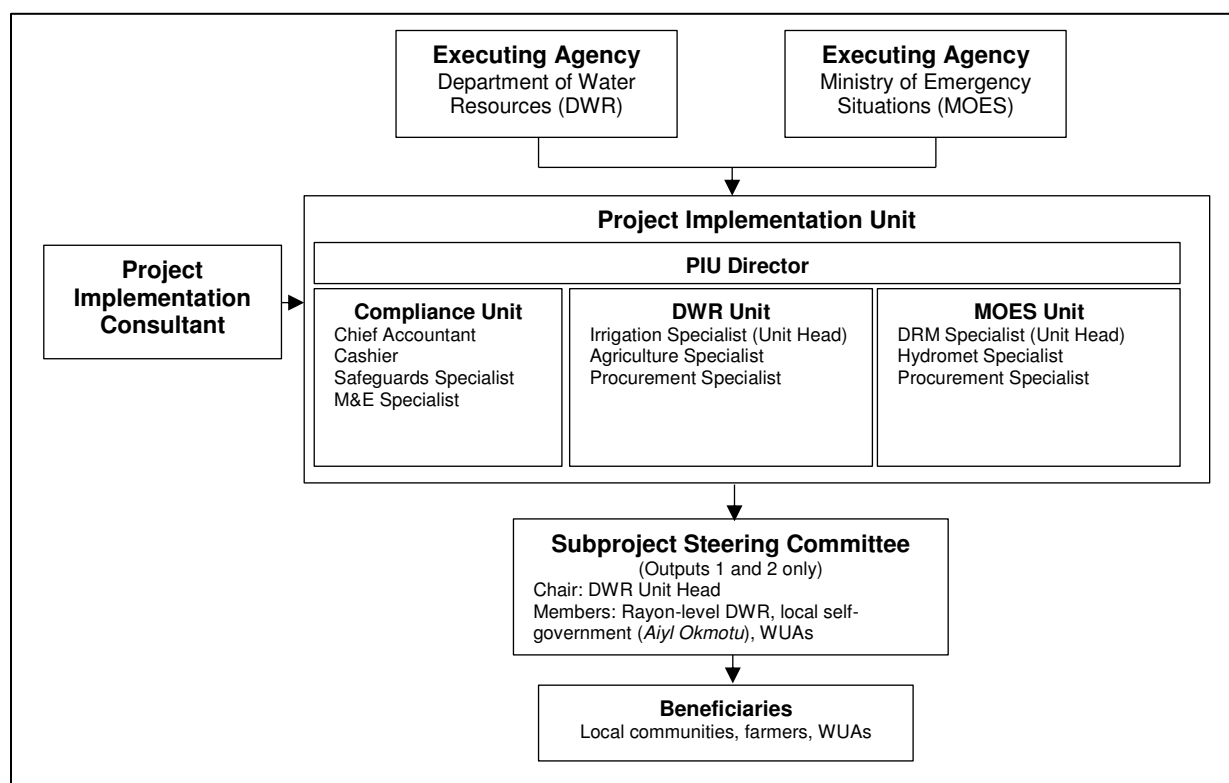 Executing Agency
Department of Water
Resources (DWR)
Executing Agency
Ministry of Emergency
Situations (MOES)
Project Implementation Unit
Project
Implementation
Consultant
PIU Director
Compliance Unit
Chief Accountant
Cashier
Safeguards Specialist
M&E Specialist
DWR Unit
Irrigation Specialist (Unit Head)
Agriculture Specialist
Procurement Specialist
MOES Unit
DRM Specialist (Unit Head)
Hydromet Specialist
Procurement Specialist
Subproject Steering Committee
(Outputs 1 and 2 only)
Chair: DWR Unit Head
Members: Rayon-level DWR, local self-
government (Aiyl Okmotu), WUAs
Beneficiaries
Local communities, farmers, WUAs